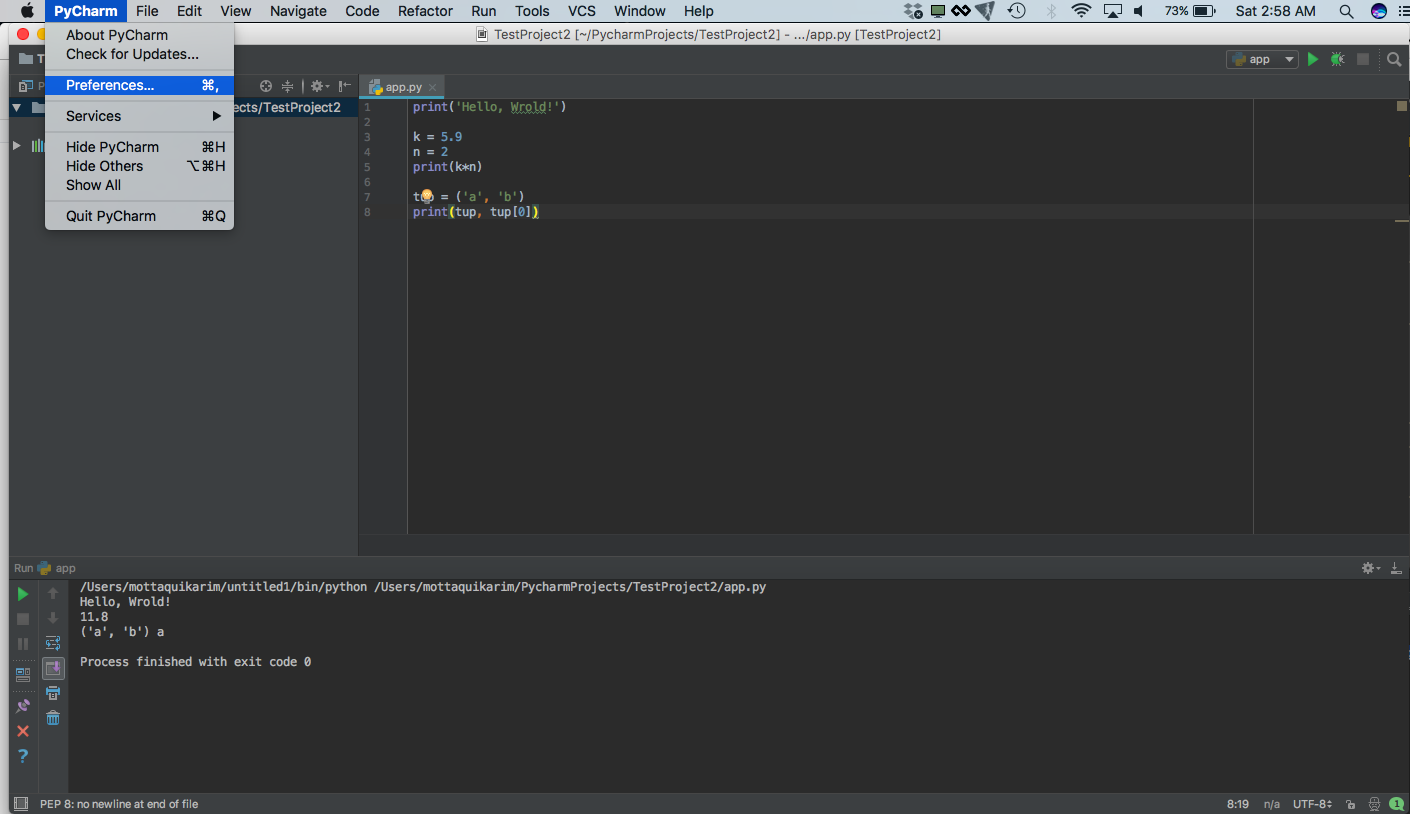 PyCharm File Edit View Navigate Code Refactor Run Tools VCS Window Help 73% Sat 2:58 AM
TestProject2 [~/PycharmProjects/TestProject2] - .../app.py [TestProject2]
About PyCharm
Check for Updates...
Preferences... ⌘,
Services
Hide PyCharm ⌘H
Hide Others ⌥⌘H
Show All
Quit PyCharm ⌘Q
T
P
ects/TestProject2
app
app.py
1 print('Hello, Wrold!')
2
3 k = 5.9
4 n = 2
5 print(k*n)
6
7 tup = ('a', 'b')
8 print(tup, tup[0])
Run app
/Users/mottaquikarim/untitled1/bin/python /Users/mottaquikarim/PycharmProjects/TestProject2/app.py
Hello, Wrold!
11.8
('a', 'b') a
Process finished with exit code 0
?
PEP 8: no newline at end of file 8:19 n/a UTF-8 1